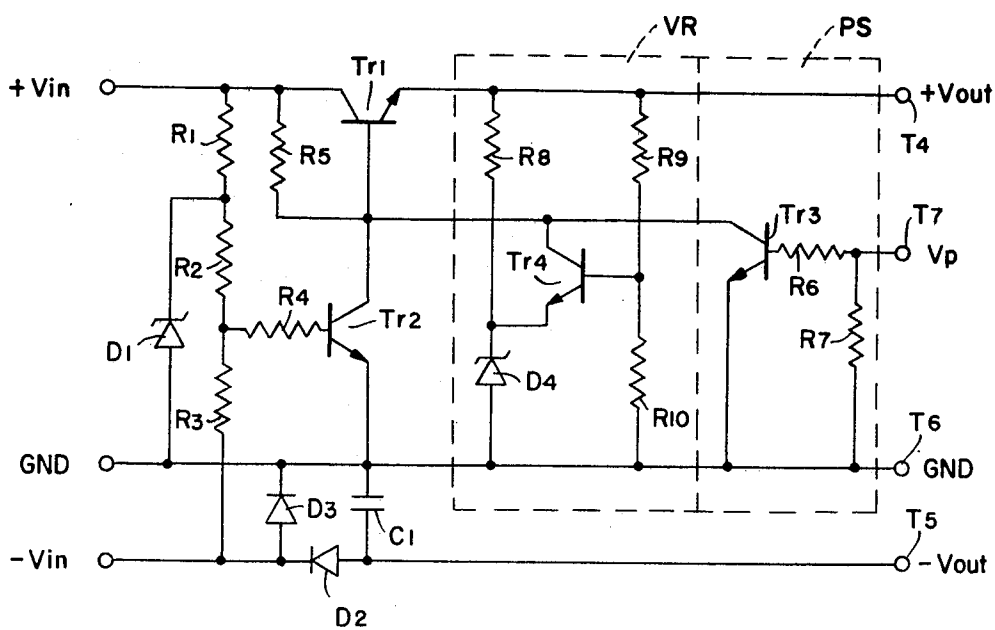 VR
PS
+Vin
Tr1
+Vout
R1
R5
R8
R9
T4
Tr3
T7
R2
Tr4
Vp
R4
Tr2
R6
D1
R7
D4
R3
R10
T6
GND
GND
D3
C1
T5
-Vin
-Vout
D2